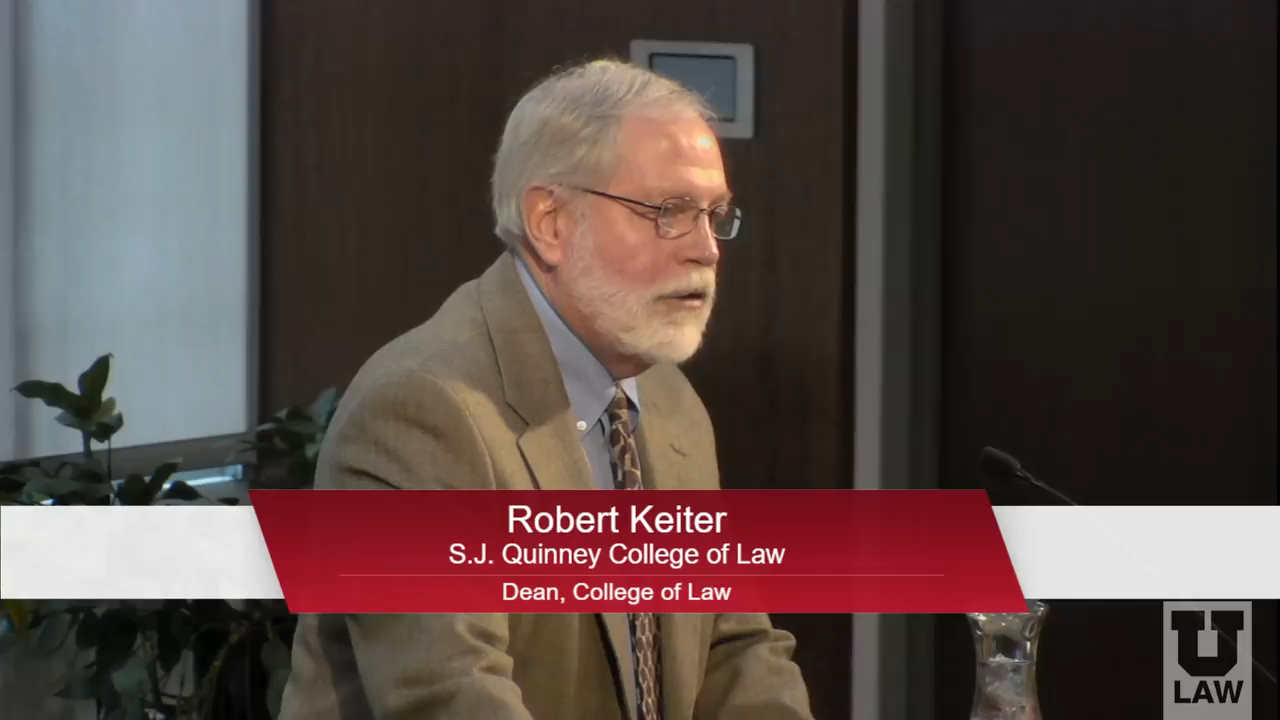 Robert Keiter
S.J. Quinney College of Law
Dean, College of Law
U
LAW